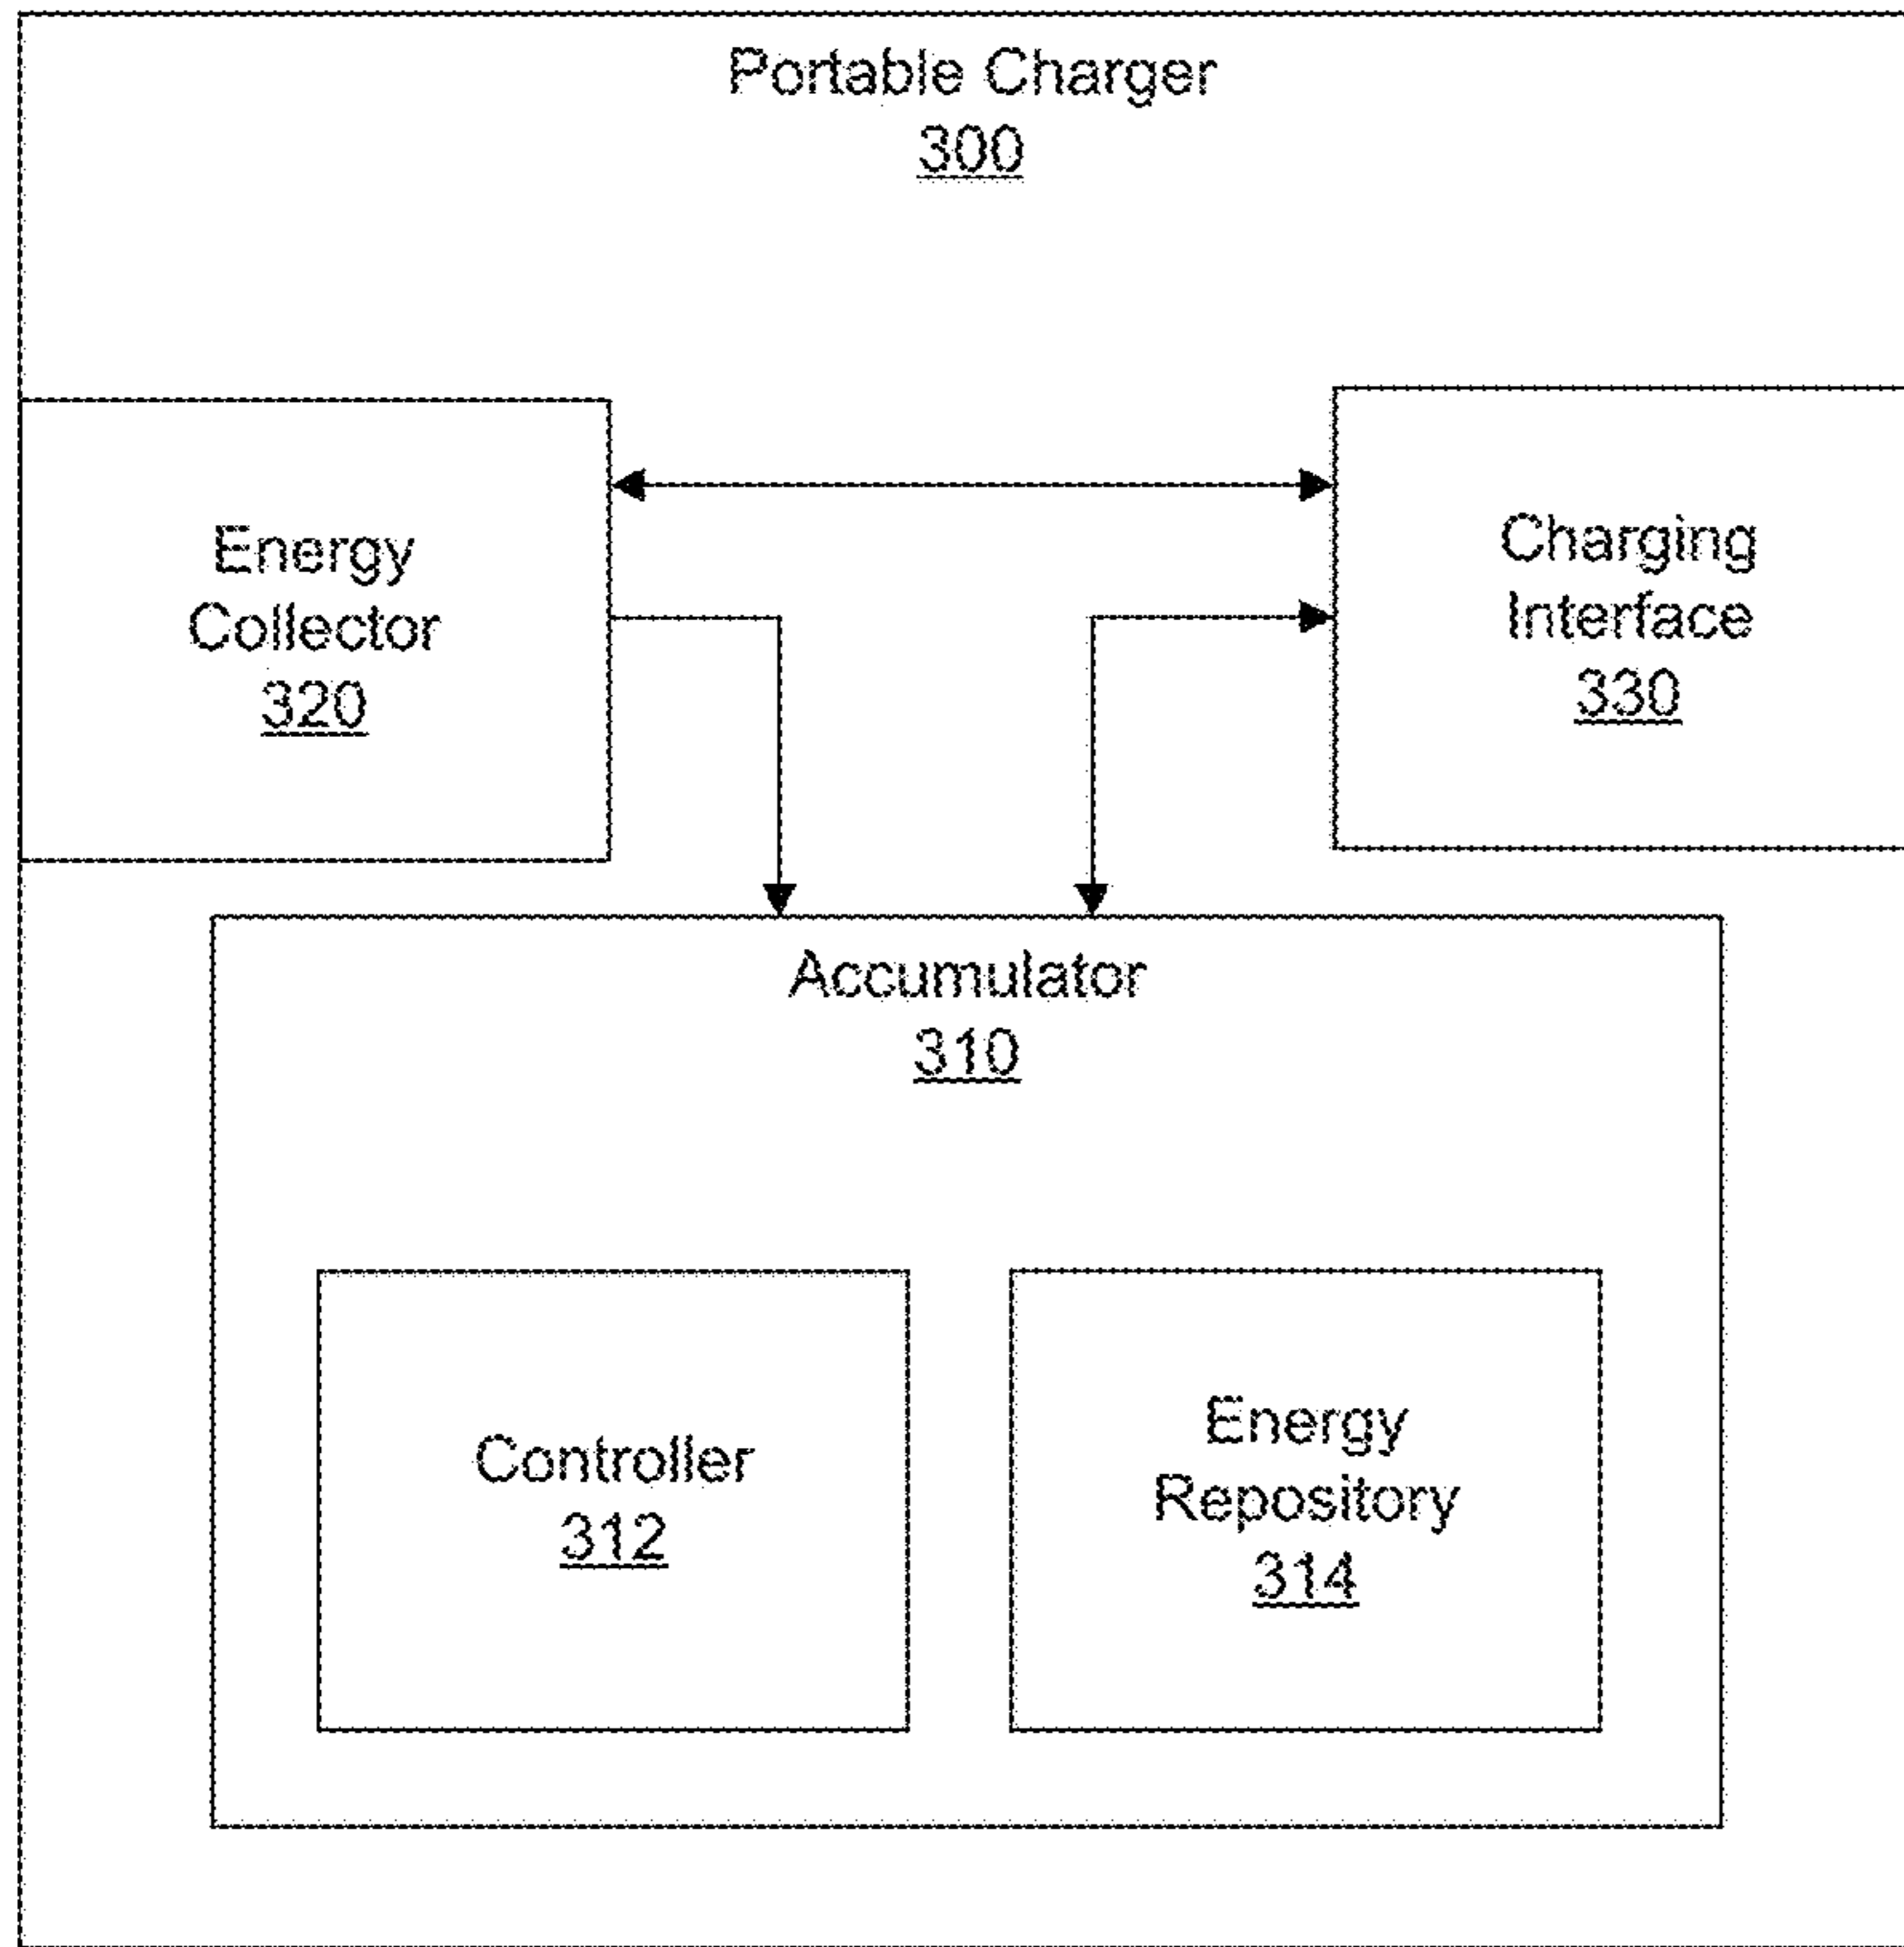 Portable Charger
300
Energy
Collector
320
Charging
Interface
330
Accumulator
310
Controller
312
Energy
Repository
314